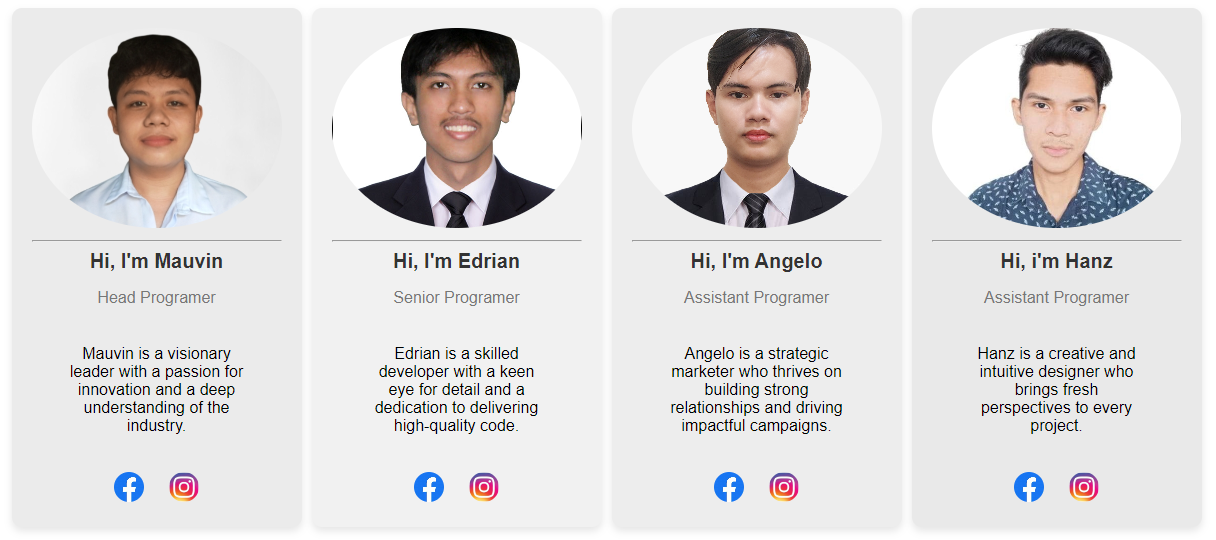 Hi, I'm Mauvin
Head Programer
Mauvin is a visionary
leader with a passion for
innovation and a deep
understanding of the
industry.
Hi, I'm Edrian
Senior Programer
Edrian is a skilled
developer with a keen
eye for detail and a
dedication to delivering
high-quality code.
Hi, I'm Angelo
Assistant Programer
Angelo is a strategic
marketer who thrives on
building strong
relationships and driving
impactful campaigns.
Hi, i'm Hanz
Assistant Programer
Hanz is a creative and
intuitive designer who
brings fresh
perspectives to every
project.